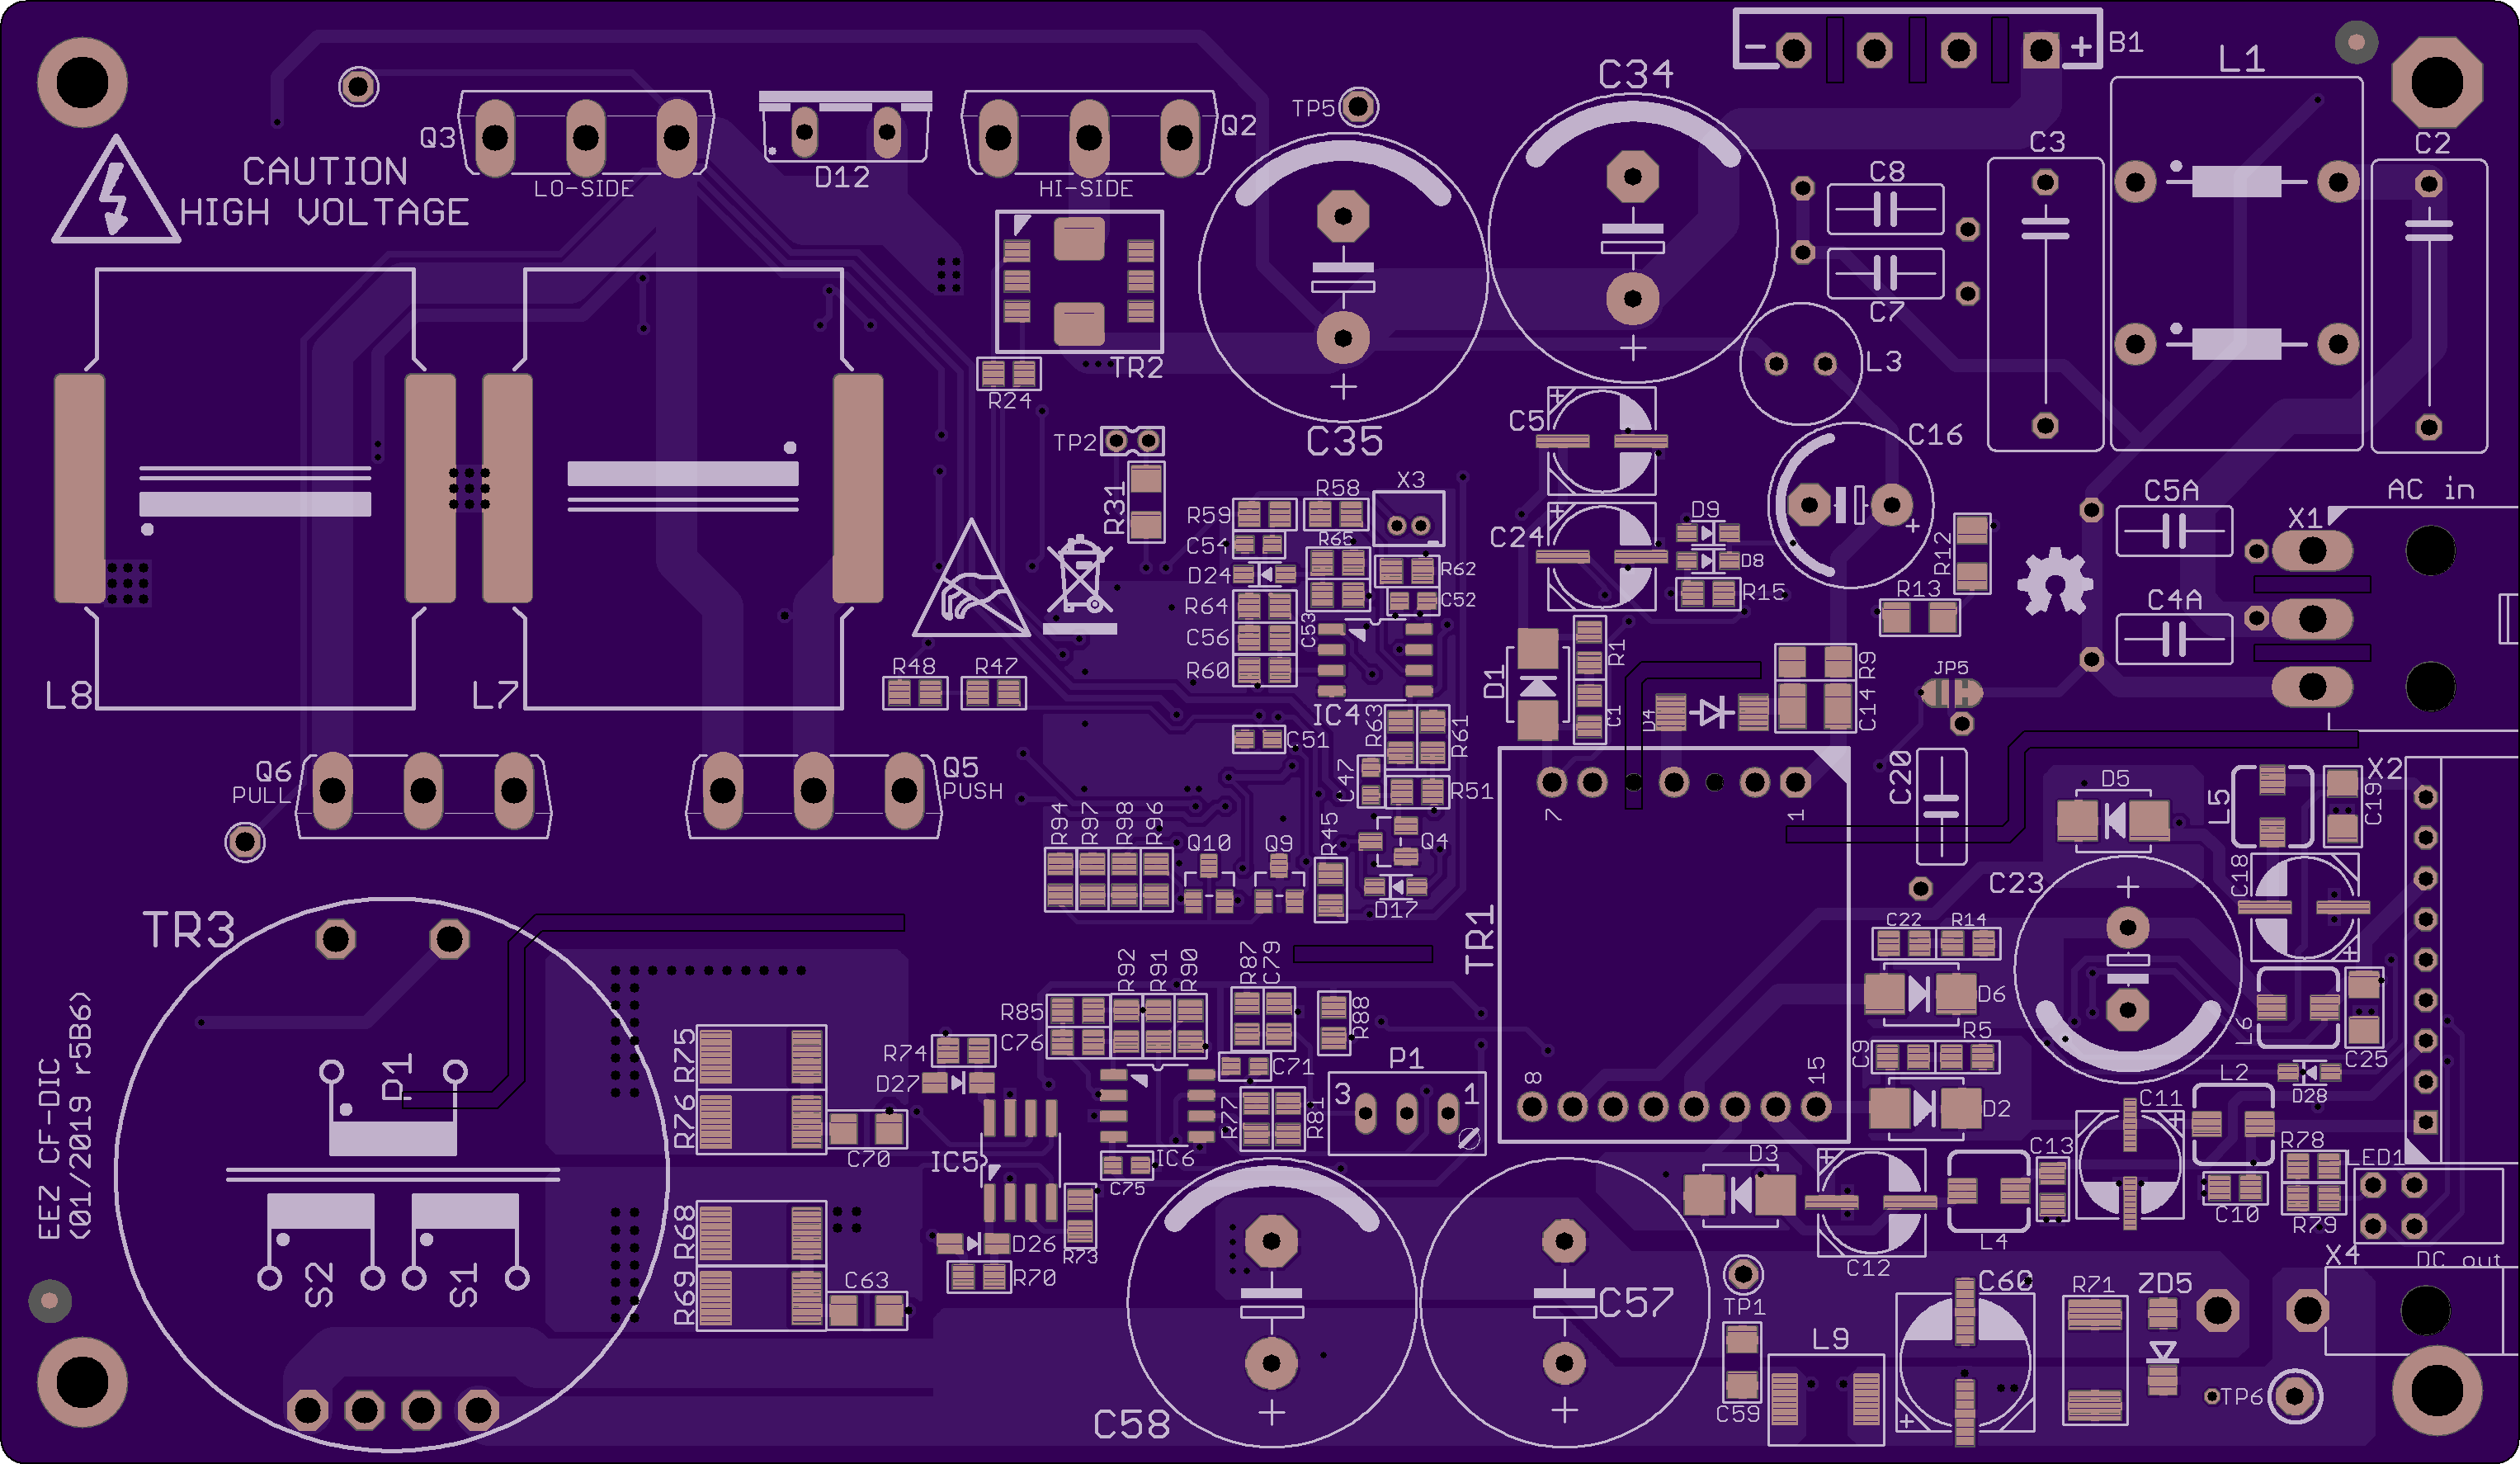 B1
L1
C34
TP5
Q3
Q2
C3
C2
CAUTION
HIGH VOLTAGE
LO-SIDE
D12
HI-SIDE
C8
C7
TR2
L3
R24
C5
C35
C16
TP2
R31
R58
X3
R59
C54
R65
D24
R62
C52
R64
C56
C53
R60
C24
D9
D8
R15
R12
R13
C5A
AC in
X1
C4A
L8
L7
R48
R47
IC4
R63
R61
D1
R1
C1
D4
R9
C14
JP5
C51
C47
R51
Q6
PULL
Q5
PUSH
R94
R97
R98
R96
Q10
Q9
R45
Q4
D17
7
1
C20
D5
L5
X2
C19
C18
C23
TR3
TR1
C22
R14
D6
R5
C9
L6
C25
R92
R91
R90
R87
C79
R85
C76
R88
R75
R74
D27
C71
P1
3
1
8
15
D2
L2
D28
C11
P1
R76
C70
IC5
R77
R81
IC6
C75
D3
C13
R78
LED1
EEZ CF-DIC
(01/2019 r5B6)
S2
S1
R68
R69
D26
R73
R70
C63
C12
L4
C10
R79
X4
DC out
TP1
C57
C60
R71
ZD5
C58
C59
L9
TP6